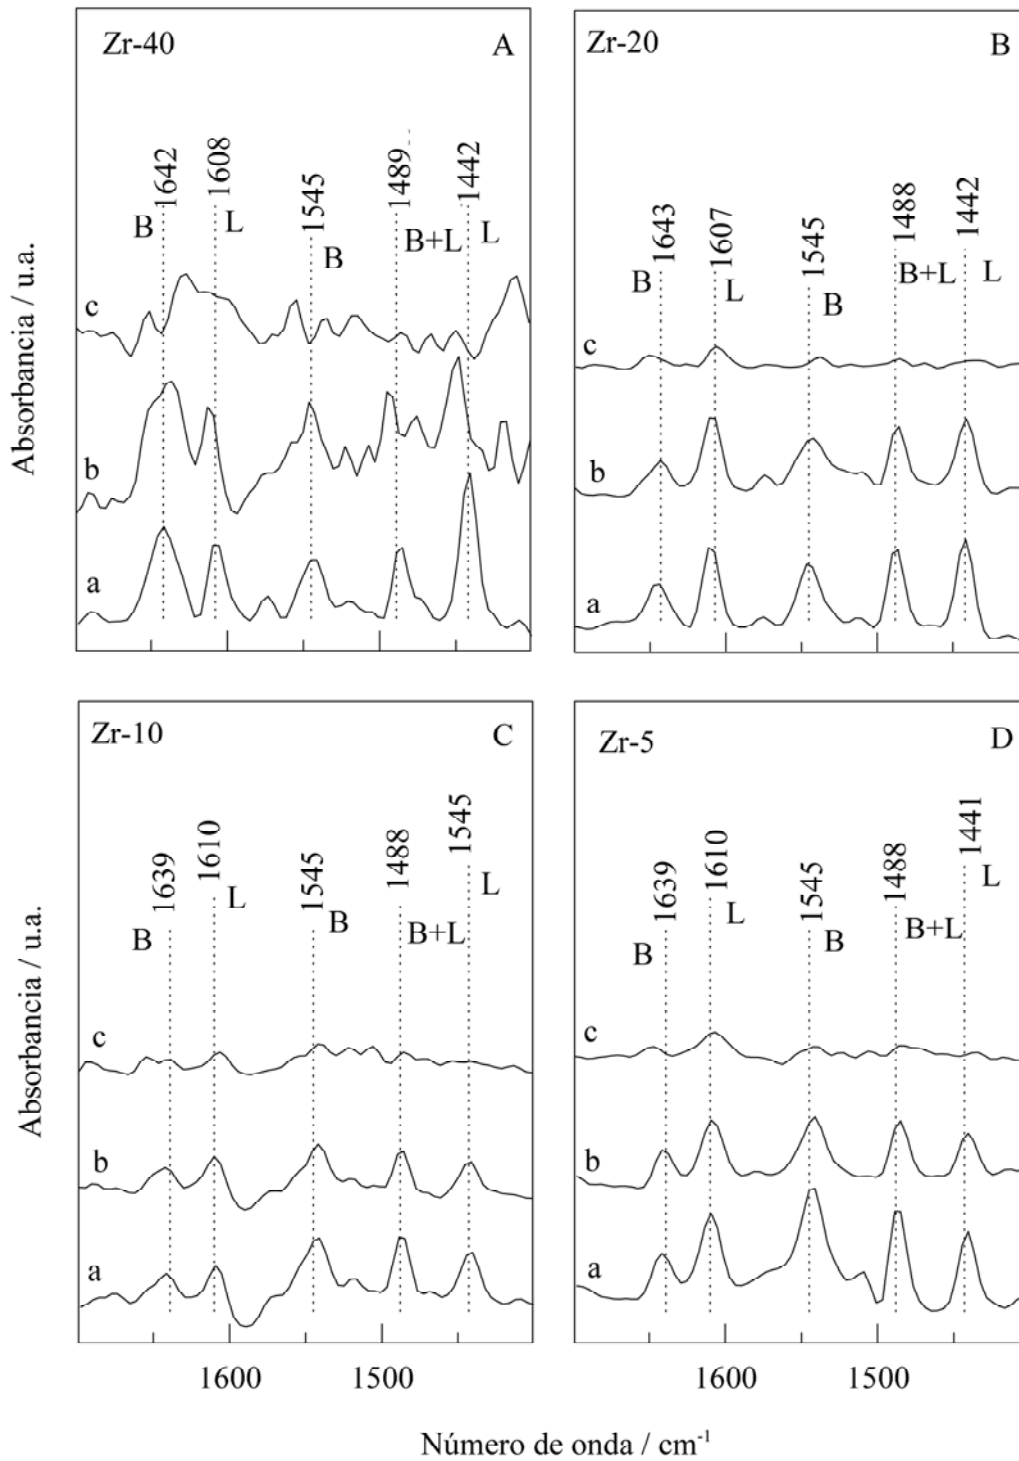 Zr-40 A
1642
1608
1545
1489
1442
B
L
B
B+L
L
c
b
a
Absorbancia / u.a.
Zr-20 B
1643
1607
1545
1488
1442
B
L
B
B+L
L
c
b
a
Zr-10 C
1639
1610
1545
1488
1545
B
L
B
B+L
L
c
b
a
Absorbancia / u.a.
1600 1500
Zr-5 D
1639
1610
1545
1488
1441
B
L
B
B+L
L
c
b
a
1600 1500
Número de onda / cm⁻¹